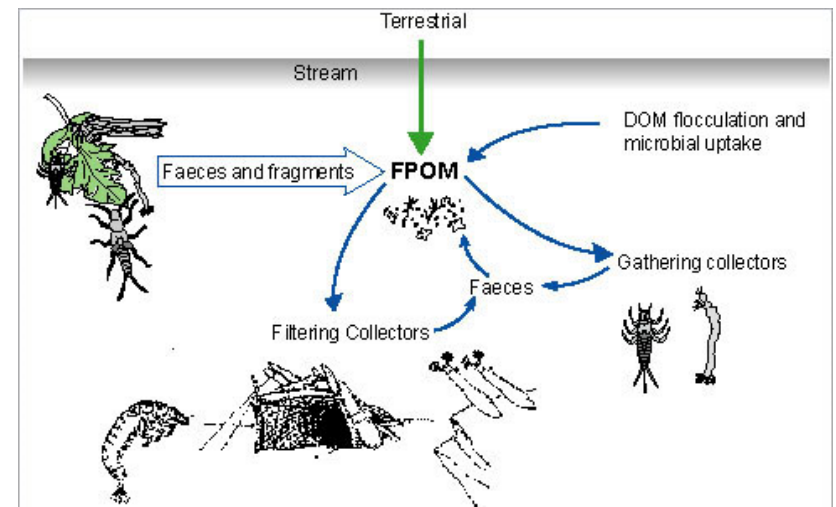 Terrestrial
Stream
DOM flocculation and
microbial uptake
Faeces and fragments
FPOM
Gathering collectors
Faeces
Filtering Collectors